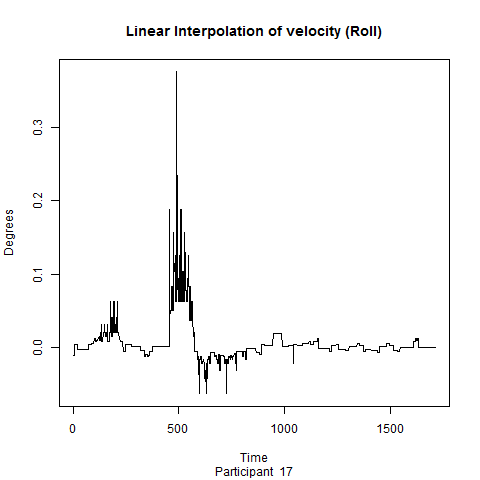 Linear Interpolation of velocity (Roll)
Degrees
0.3
0.2
0.1
0.0
0 500 1000 1500
Time
Participant 17